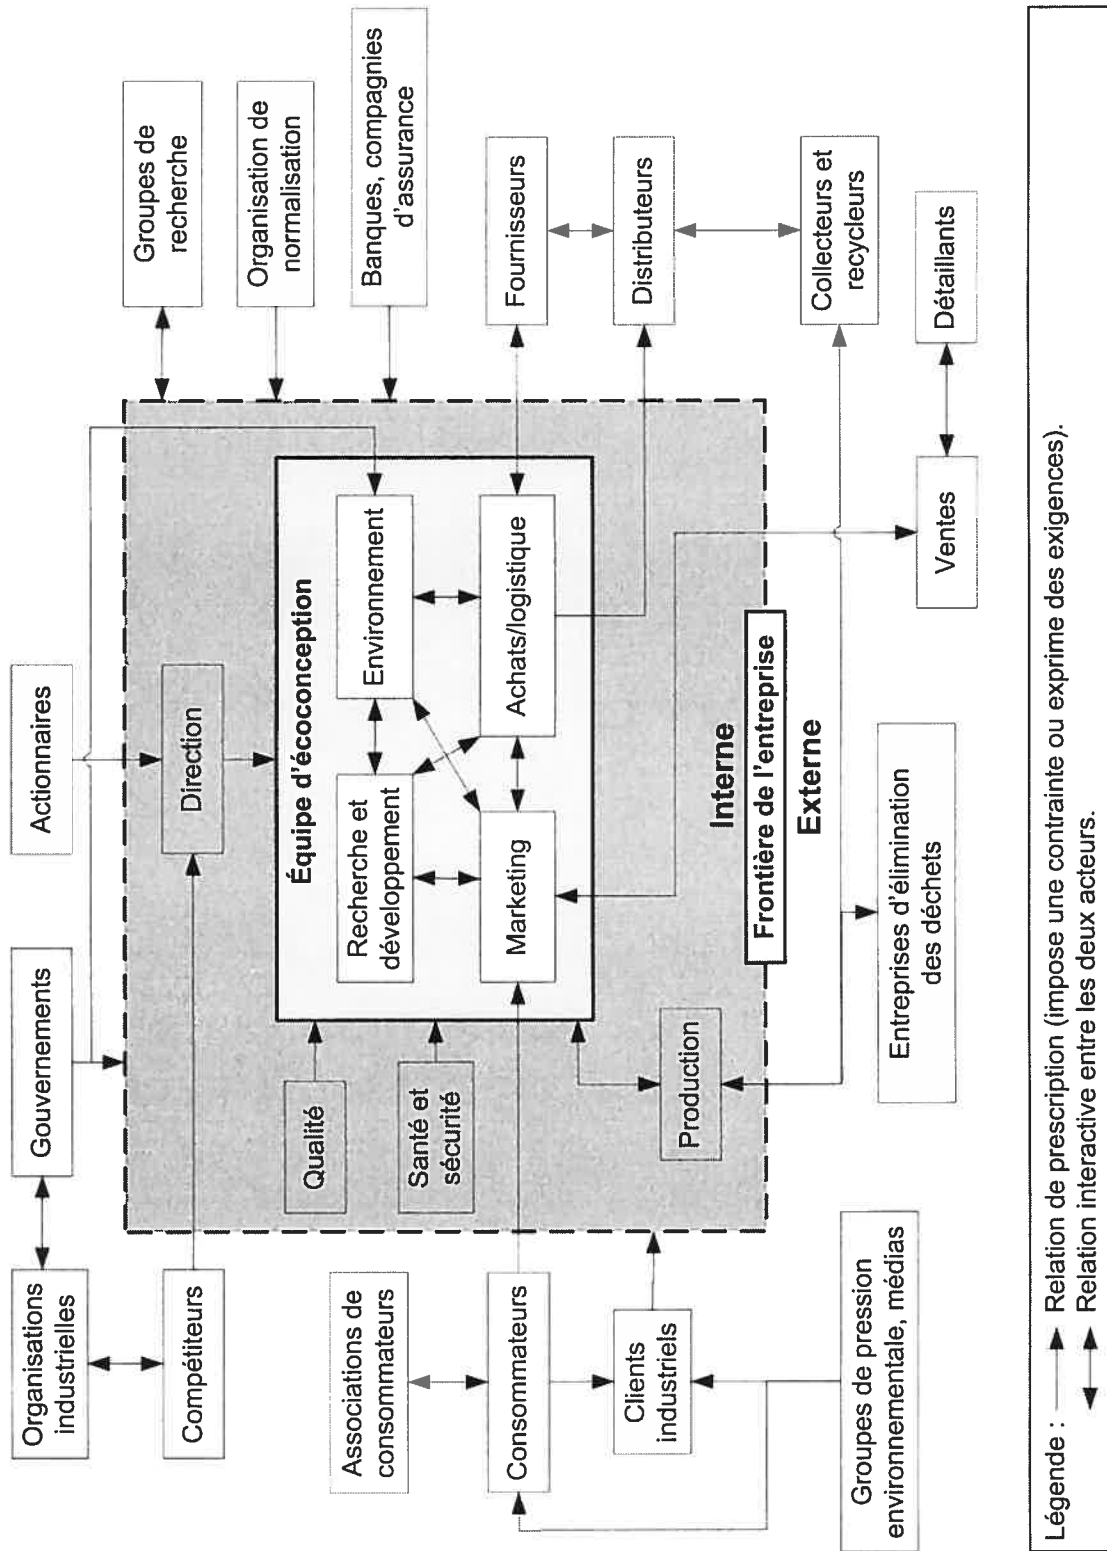 Organisations
industrielles
Gouvernements
Actionnaires
Groupes de
recherche
Compétiteurs
Direction
Organisation de
normalisation
Associations de
consommateurs
Qualité
Équipe d'écoconception
Recherche et
développement
Environnement
Banques, compagnies
d'assurance
Santé et
sécurité
Consommateurs
Marketing
Achats/logistique
Fournisseurs
Clients
industriels
Distributeurs
Production
Interne
Frontière de l'entreprise
Externe
Groupes de pression
environnementale, médias
Entreprises d'élimination
des déchets
Collecteurs et
recycleurs
Ventes
Détaillants
Légende :
Relation de prescription (impose une contrainte ou exprime des exigences).
Relation interactive entre les deux acteurs.